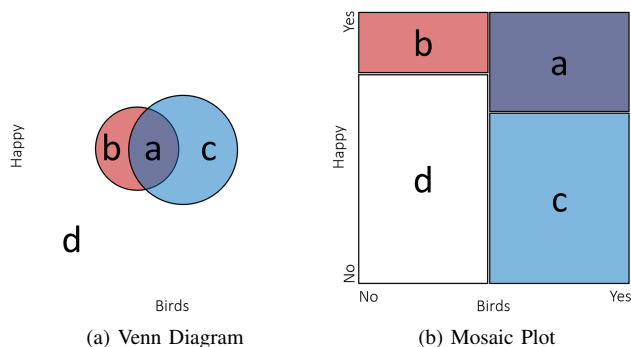 Happy
b
a
c
d
Birds
(a) Venn Diagram
Yes
Happy
No
b
a
d
c
No
Birds
Yes
(b) Mosaic Plot